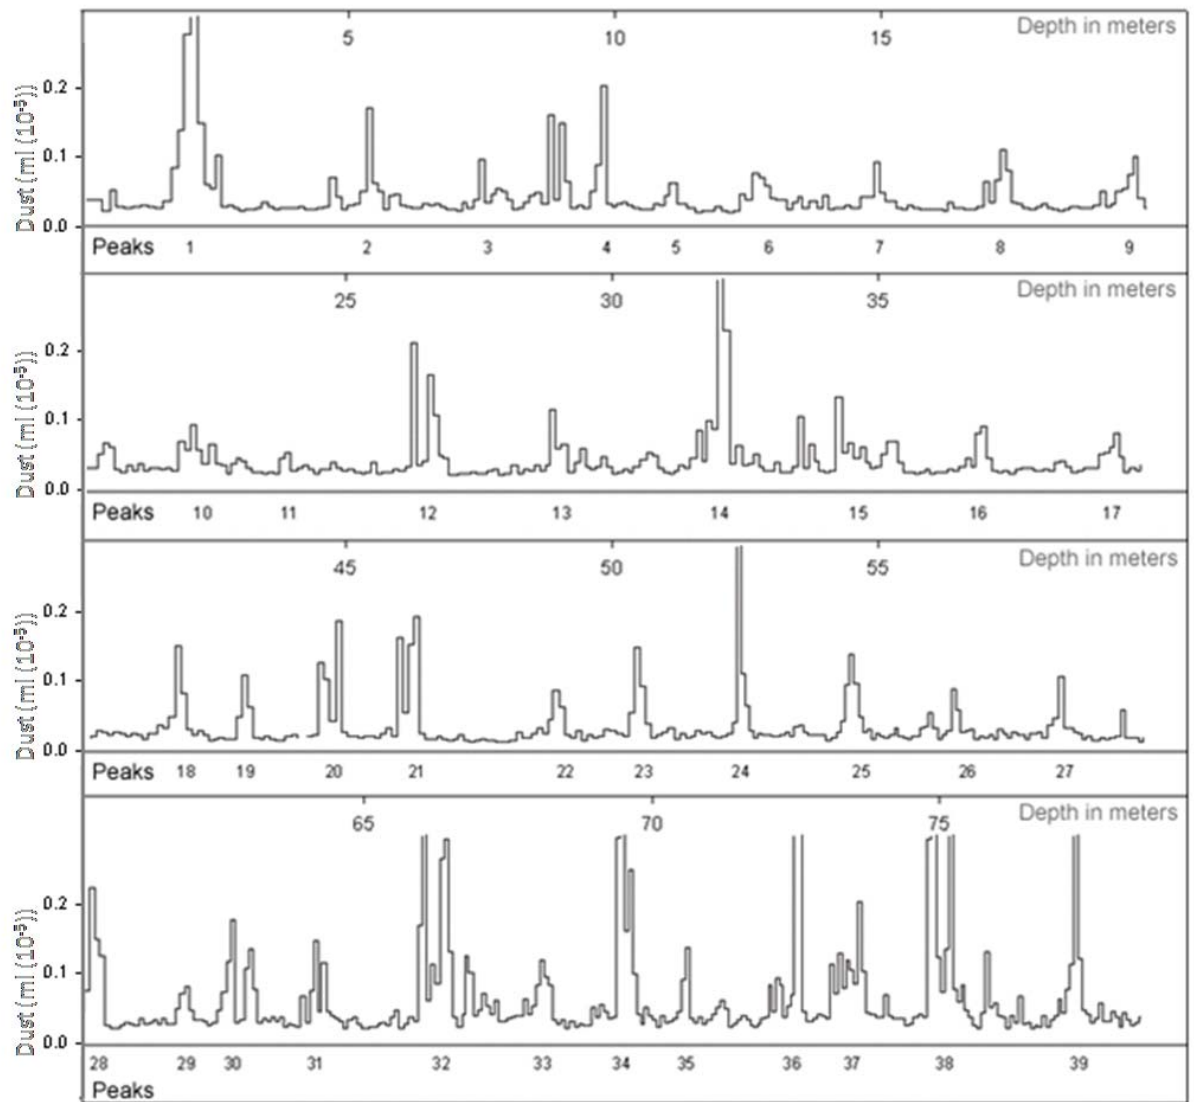 5 10 15 Depth in meters
0.2
0.1
0.0
Dust (ml (10⁻⁵))
Peaks 1 2 3 4 5 6 7 8 9
25 30 35 Depth in meters
0.2
0.1
0.0
Dust (ml (10⁻⁵))
Peaks 10 11 12 13 14 15 16 17
45 50 55 Depth in meters
0.2
0.1
0.0
Dust (ml (10⁻⁵))
Peaks 18 19 20 21 22 23 24 25 26 27
65 70 75 Depth in meters
0.2
0.1
0.0
Dust (ml (10⁻⁵))
28 29 30 31 32 33 34 35 36 37 38 39
Peaks